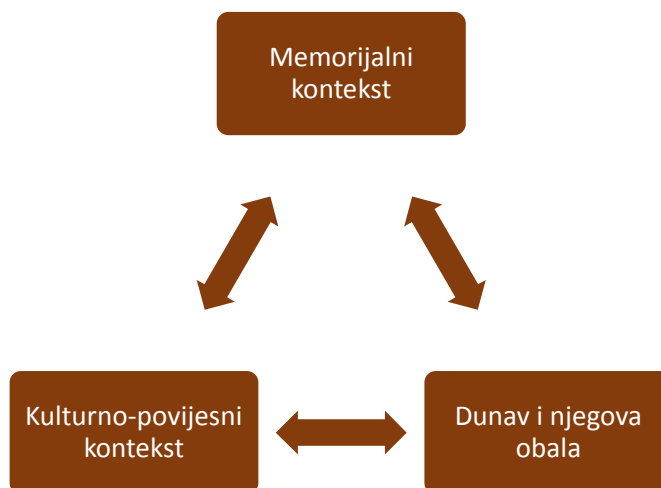 Memorijalni
kontekst
Kulturno-povijesni
kontekst
Dunav i njegova
obala